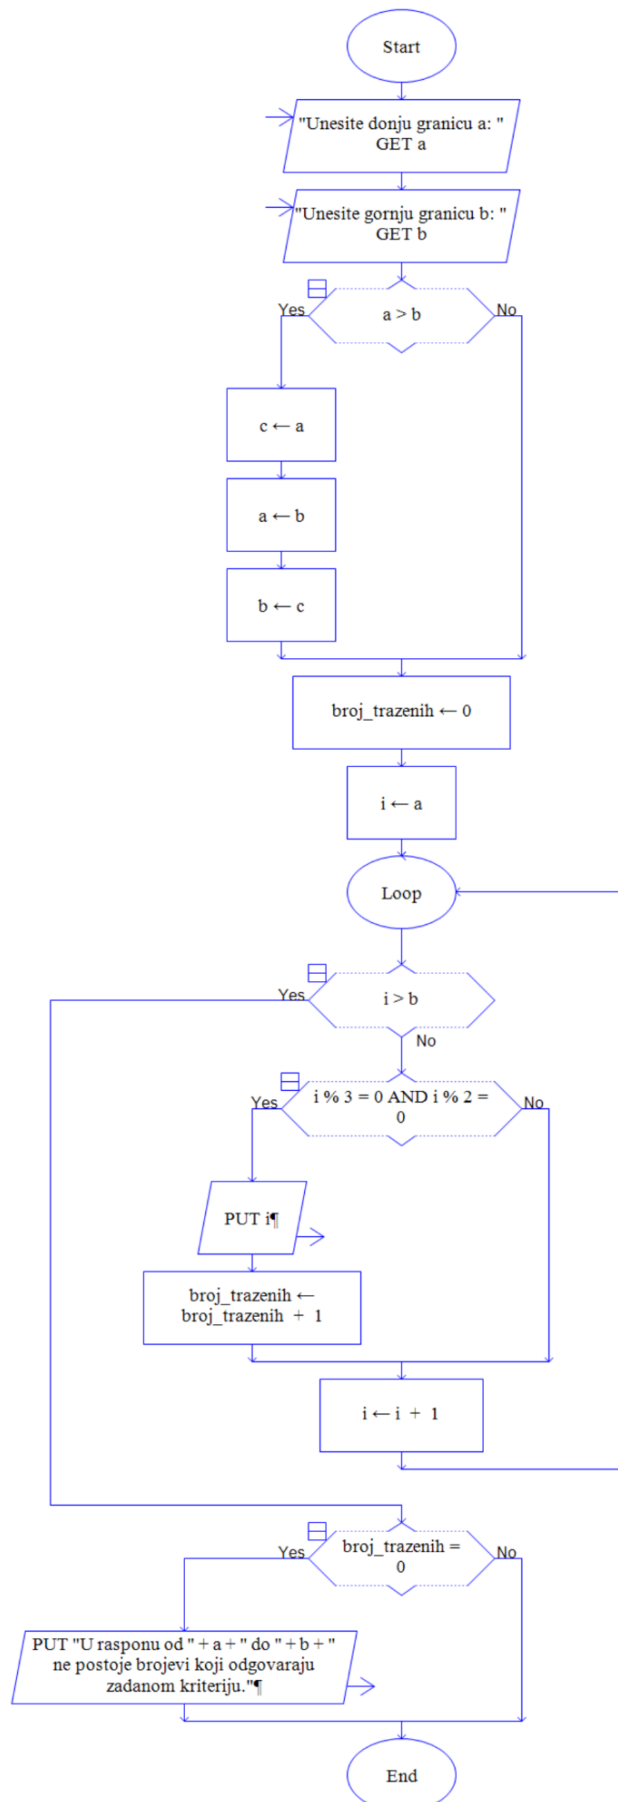 Start
"Unesite donju granicu a: "
GET a
"Unesite gornju granicu b: "
GET b
Yes
a > b
No
c ← a
a ← b
b ← c
broj_trazenih ← 0
i ← a
Loop
Yes
i > b
No
Yes
i % 3 = 0 AND i % 2 =
0
No
PUT i¶
broj_trazenih ←
broj_trazenih + 1
i ← i + 1
Yes
broj_trazenih =
0
No
PUT "U rasponu od " + a + " do " + b + "
ne postoje brojevi koji odgovaraju
zadanom kriteriju."¶
End